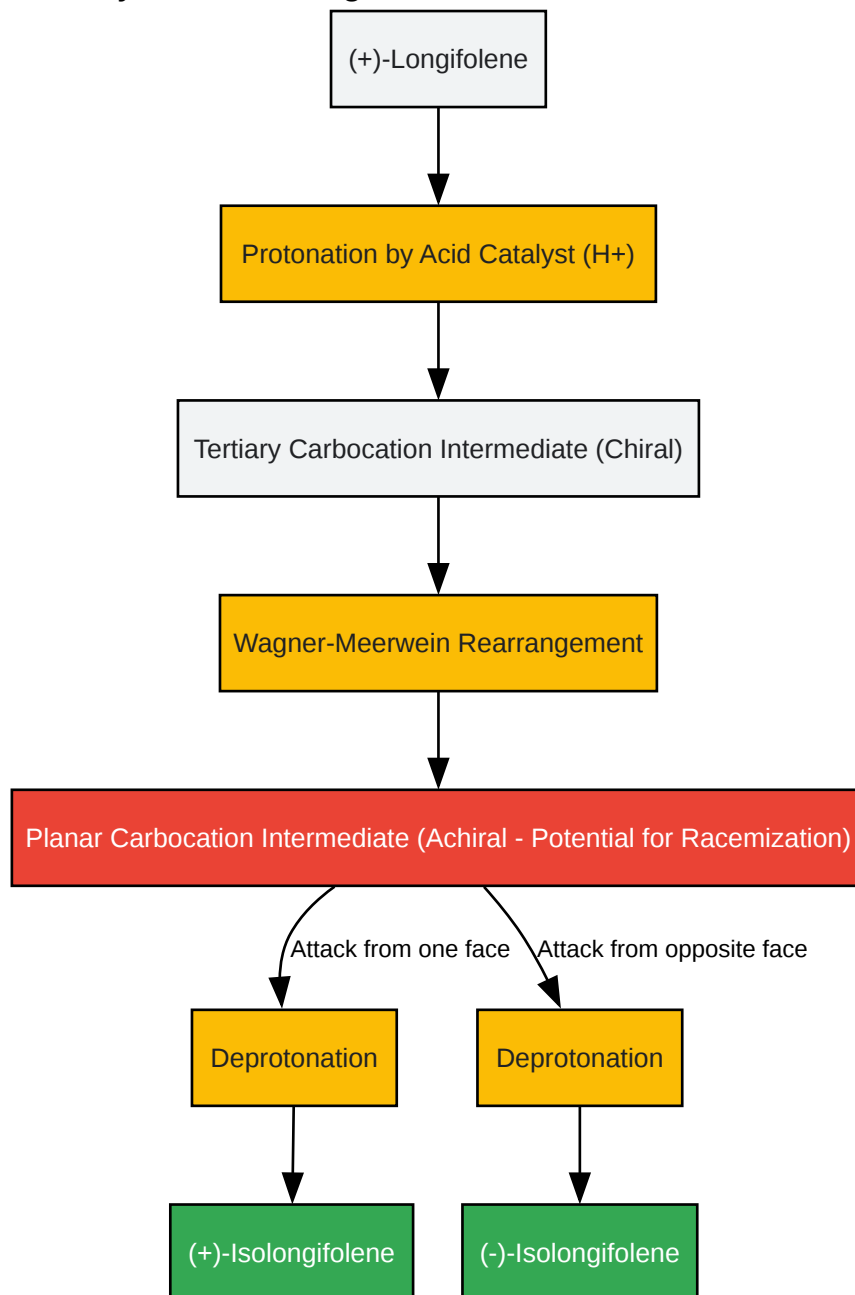 (+)-Longifolene
Protonation by Acid Catalyst (H+)
Tertiary Carbocation Intermediate (Chiral)
Wagner-Meerwein Rearrangement
Planar Carbocation Intermediate (Achiral - Potential for Racemization)
Attack from one face
Attack from opposite face
Deprotonation
Deprotonation
(+)-Isolongifolene
(-)-Isolongifolene